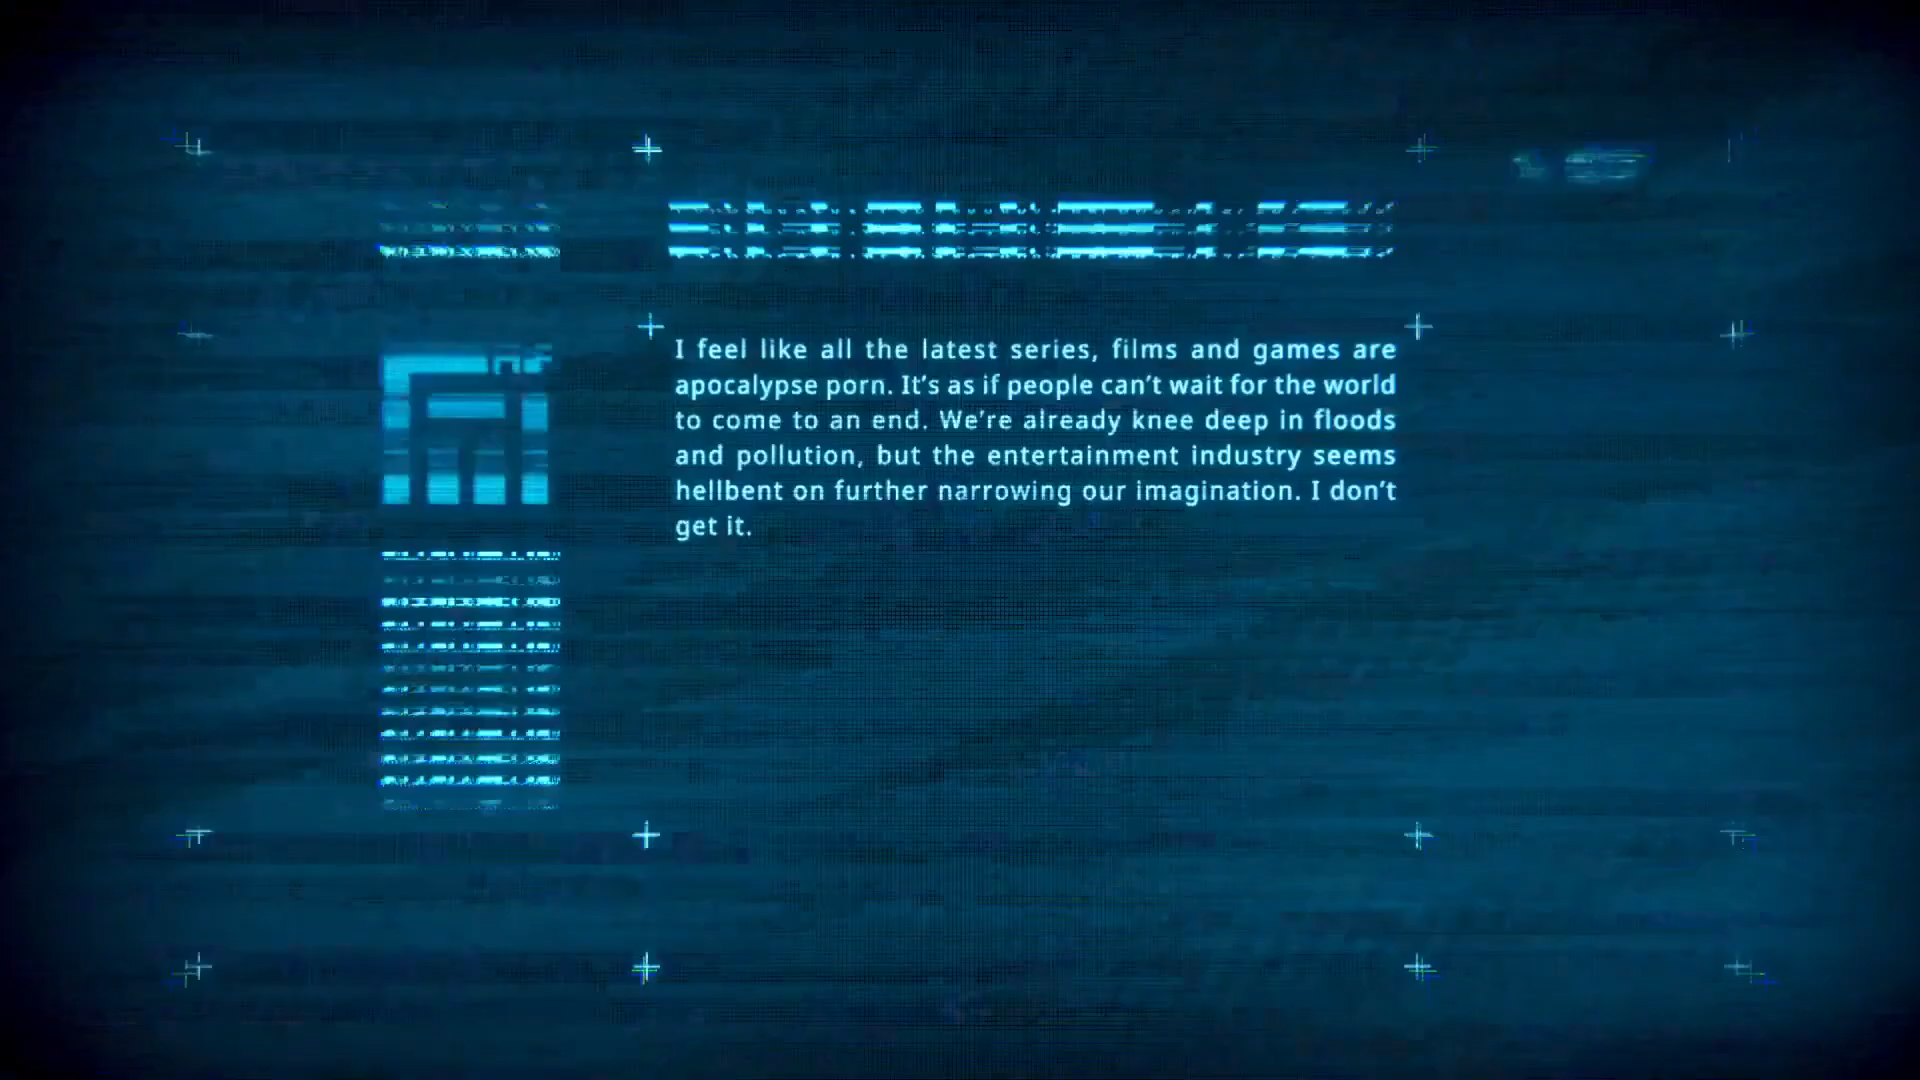 I feel like all the latest series, films and games are
apocalypse porn. It’s as if people can’t wait for the world
to come to an end. We’re already knee deep in floods
and pollution, but the entertainment industry seems
hellbent on further narrowing our imagination. I don’t
get it.